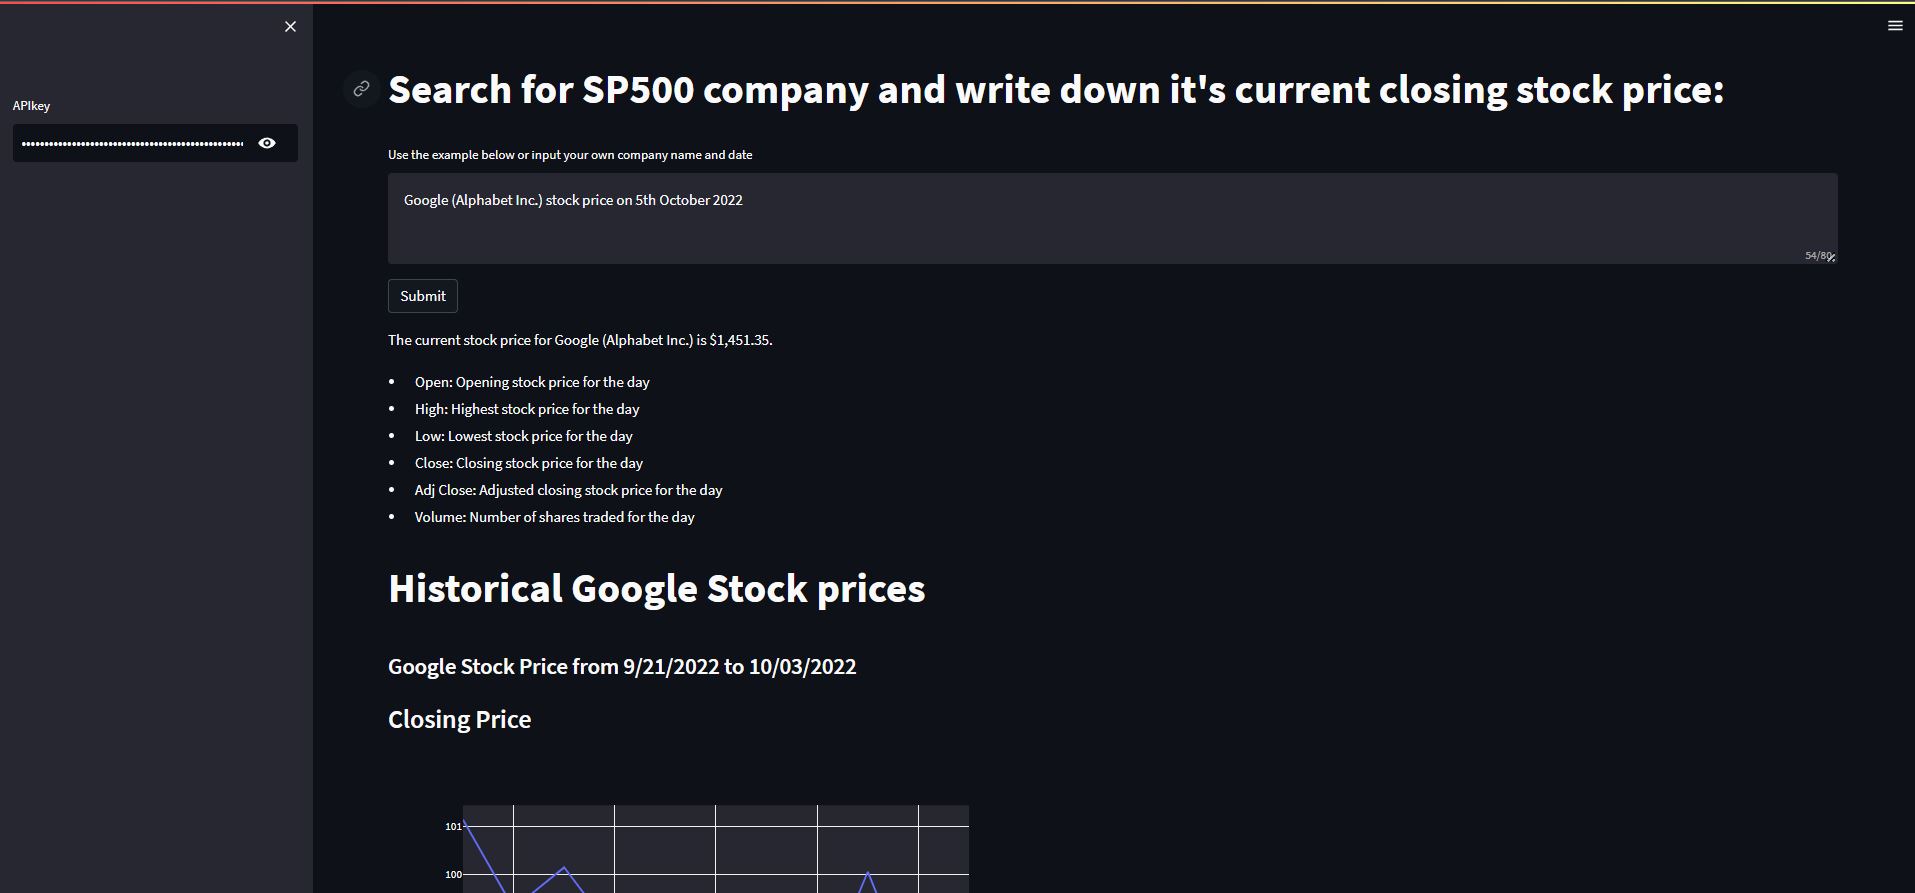 APIkey
Search for SP500 company and write down it's current closing stock price:
Use the example below or input your own company name and date
Google (Alphabet Inc.) stock price on 5th October 2022
54/80
Submit
The current stock price for Google (Alphabet Inc.) is $1,451.35.
• Open: Opening stock price for the day
• High: Highest stock price for the day
• Low: Lowest stock price for the day
• Close: Closing stock price for the day
• Adj Close: Adjusted closing stock price for the day
• Volume: Number of shares traded for the day
Historical Google Stock prices
Google Stock Price from 9/21/2022 to 10/03/2022
Closing Price
101
100